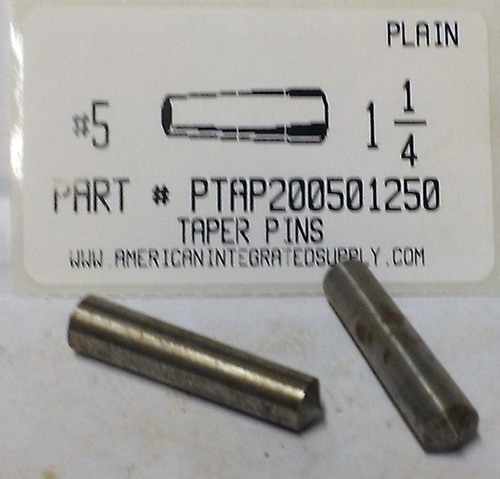 PLAIN
#5 1 1/4
PART # PTAP200501250
TAPER PINS
WWW.AMERICANINTEGRATEDSUPPLY.COM